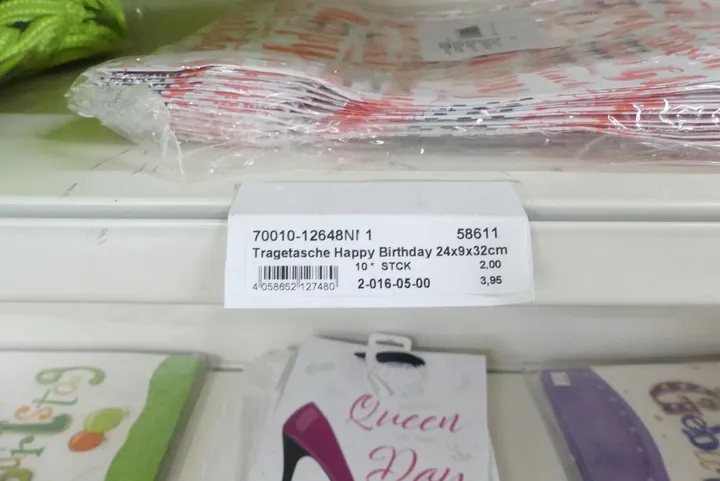 70010-12648NI 1 58611
Tragetasche Happy Birthday 24x9x32cm
10* STCK 2,00
4 058652 127480 2-016-05-00 3,95
Queen
Day